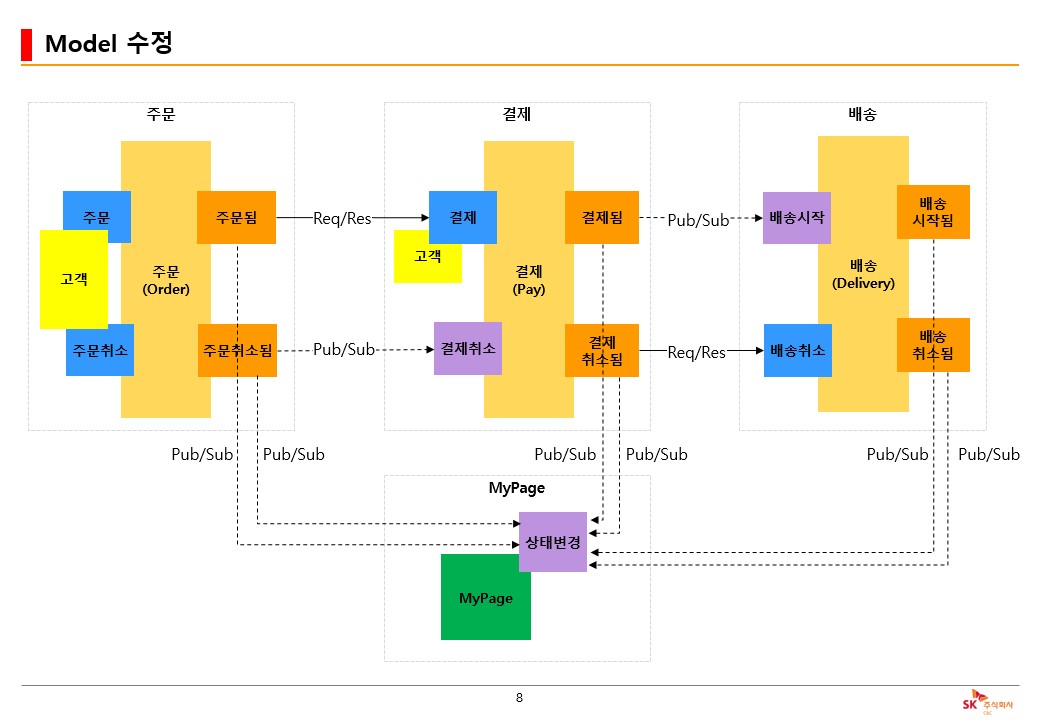 Model 수정
주문
결제
배송
주문
주문됨
Req/Res
결제
결제됨
Pub/Sub
배송시작
배송
시작됨
고객
주문
(Order)
고객
결제
(Pay)
배송
(Delivery)
주문취소
주문취소됨
Pub/Sub
결제취소
결제
취소됨
Req/Res
배송취소
배송
취소됨
Pub/Sub
Pub/Sub
Pub/Sub
Pub/Sub
Pub/Sub
Pub/Sub
MyPage
상태변경
MyPage
8
SK 주식회사
C&C